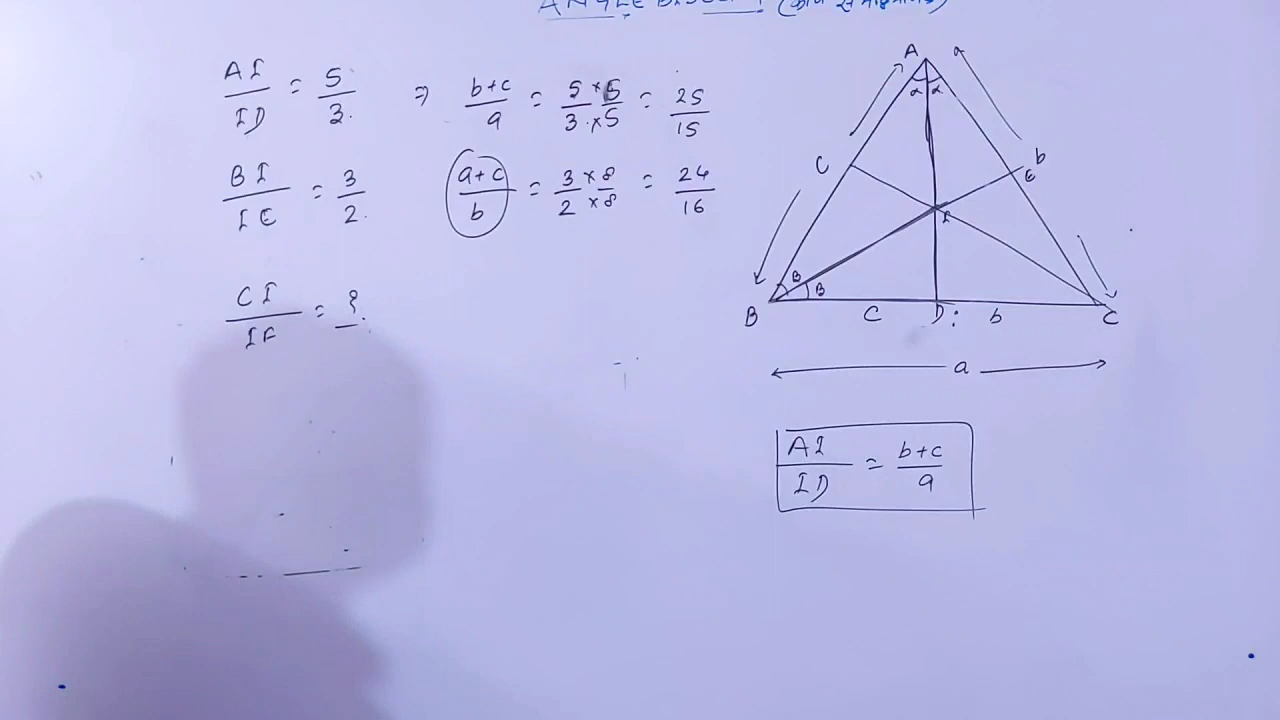 AI/ID = 5/3. ⇒ b+c/a = 5×5/3×5 = 25/15
BI/IE = 3/2. a+c/b = 3×8/2×8 = 24/16
CI/IF = ?
A a
α α
C b
E
I
B B
B C D : b C
a
AI/ID = b+c/a